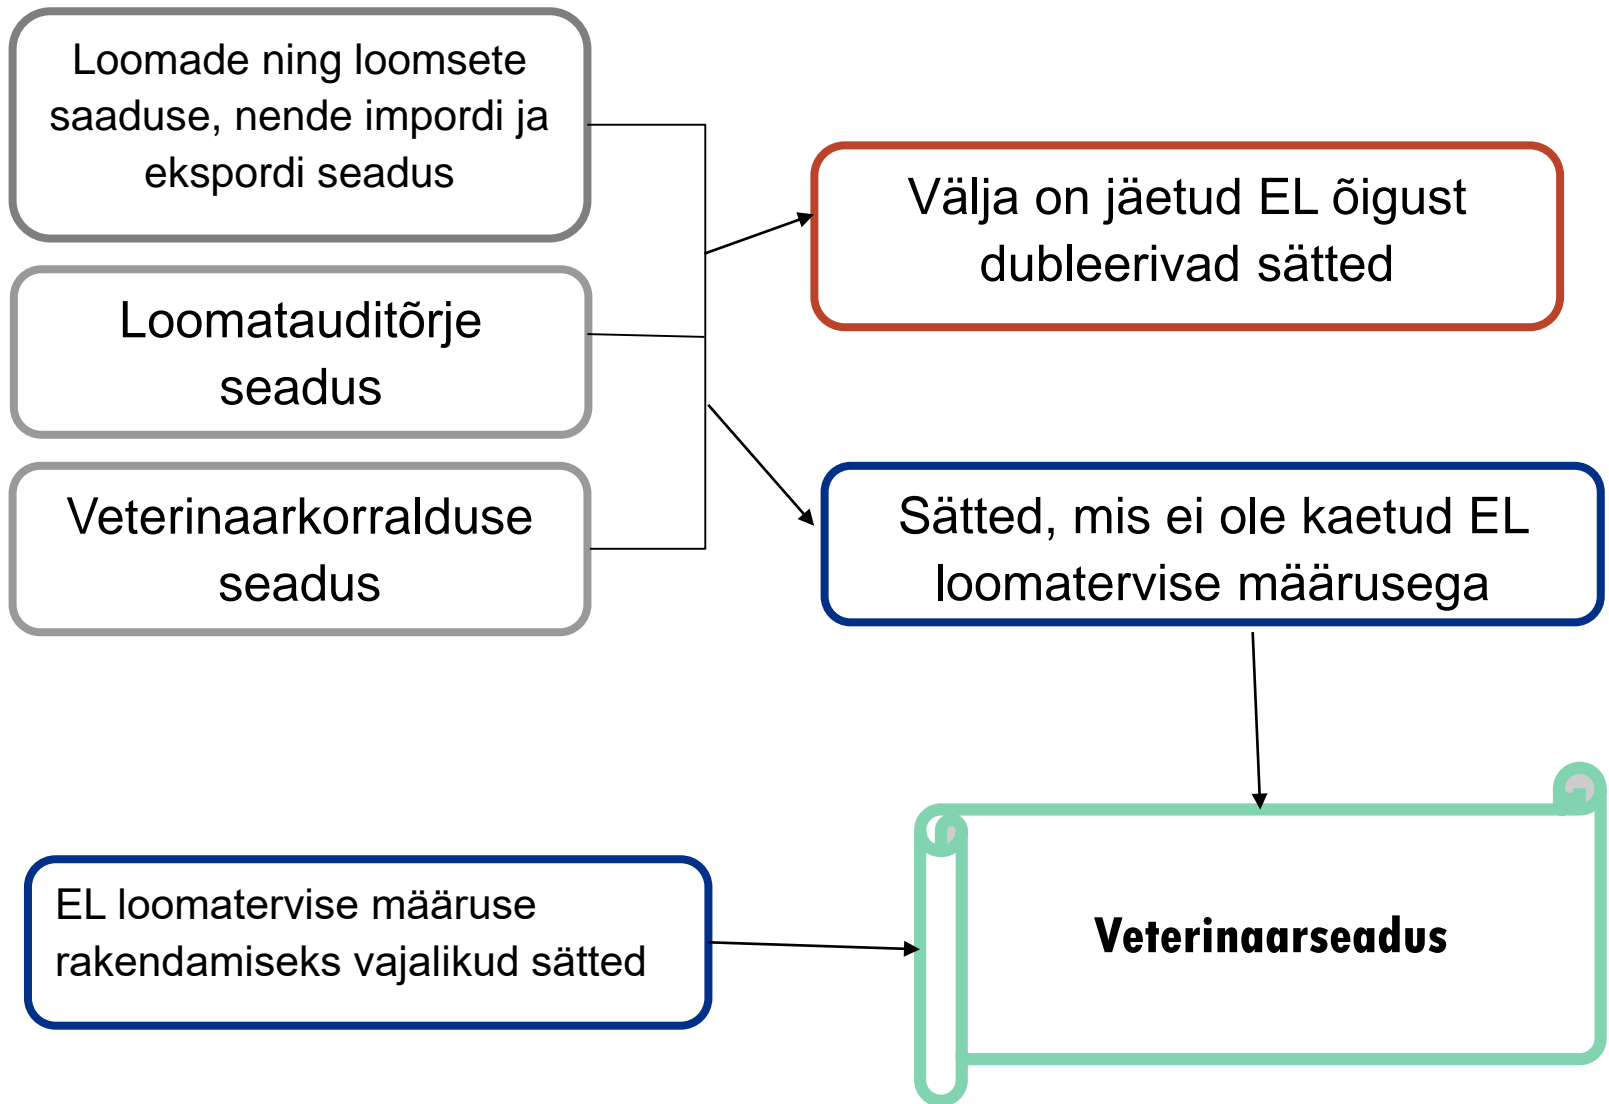 Loomade ning loomsete
saaduse, nende impordi ja
ekspordi seadus
Loomatauditõrje
seadus
Veterinaarkorralduse
seadus
Välja on jäetud EL õigust
dubleerivad sätted
Sätted, mis ei ole kaetud EL
loomatervise määrusega
EL loomatervise määruse
rakendamiseks vajalikud sätted
Veterinaarseadus